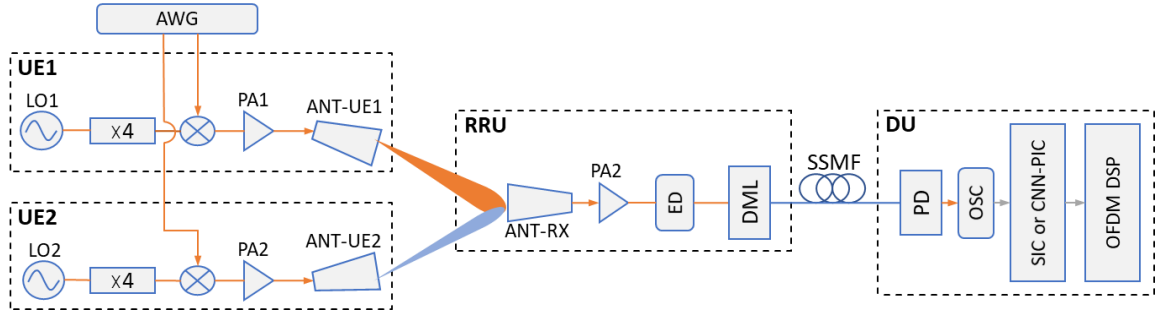 AWG
UE1
LO1
X4
PA1
ANT-UE1
UE2
LO2
X4
PA2
ANT-UE2
RRU
ANT-RX
PA2
ED
DML
SSMF
DU
PD
OSC
SIC or CNN-PIC
OFDM DSP